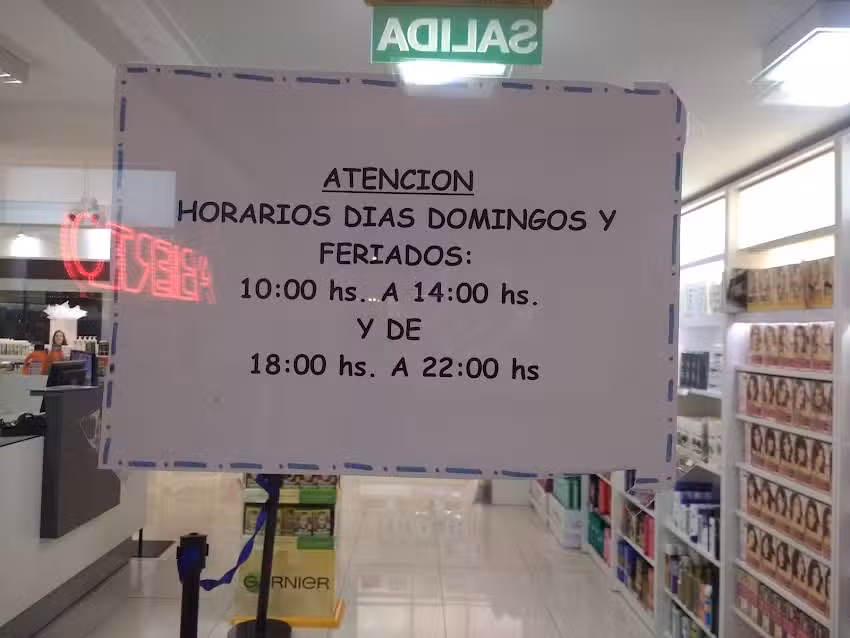 SALIDA
ATENCION
HORARIOS DIAS DOMINGOS Y
FERIADOS:
10:00 hs. A 14:00 hs.
Y DE
18:00 hs. A 22:00 hs
ABIERTO
GARNIER